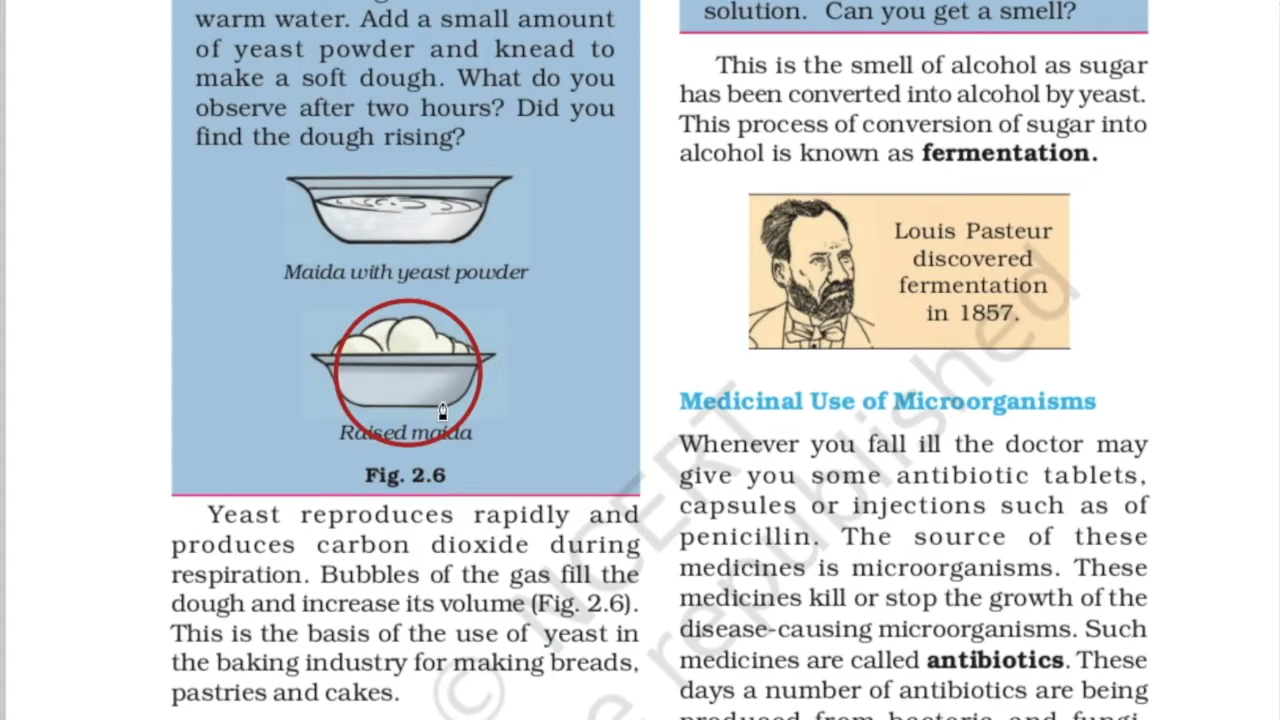 warm water. Add a small amount
of yeast powder and knead to
make a soft dough. What do you
observe after two hours? Did you
find the dough rising?
Maida with yeast powder
Raised maida
Fig. 2.6
Yeast reproduces rapidly and
produces carbon dioxide during
respiration. Bubbles of the gas fill the
dough and increase its volume (Fig. 2.6).
This is the basis of the use of yeast in
the baking industry for making breads,
pastries and cakes.
solution. Can you get a smell?
This is the smell of alcohol as sugar
has been converted into alcohol by yeast.
This process of conversion of sugar into
alcohol is known as fermentation.
Louis Pasteur
discovered
fermentation
in 1857.
Medicinal Use of Microorganisms
Whenever you fall ill the doctor may
give you some antibiotic tablets,
capsules or injections such as of
penicillin. The source of these
medicines is microorganisms. These
medicines kill or stop the growth of the
disease-causing microorganisms. Such
medicines are called antibiotics. These
days a number of antibiotics are being
produced from bacteria and fungi.
© NCERT
republished